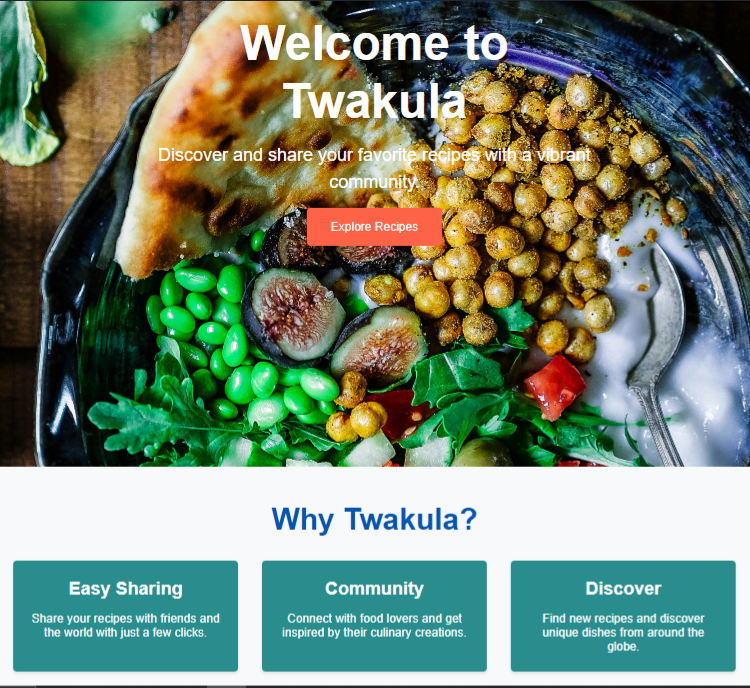 Welcome to
Twakula
Discover and share your favorite recipes with a vibrant
community.
Explore Recipes
Why Twakula?
Easy Sharing
Share your recipes with friends and
the world with just a few clicks.
Community
Connect with food lovers and get
inspired by their culinary creations.
Discover
Find new recipes and discover
unique dishes from around the
globe.